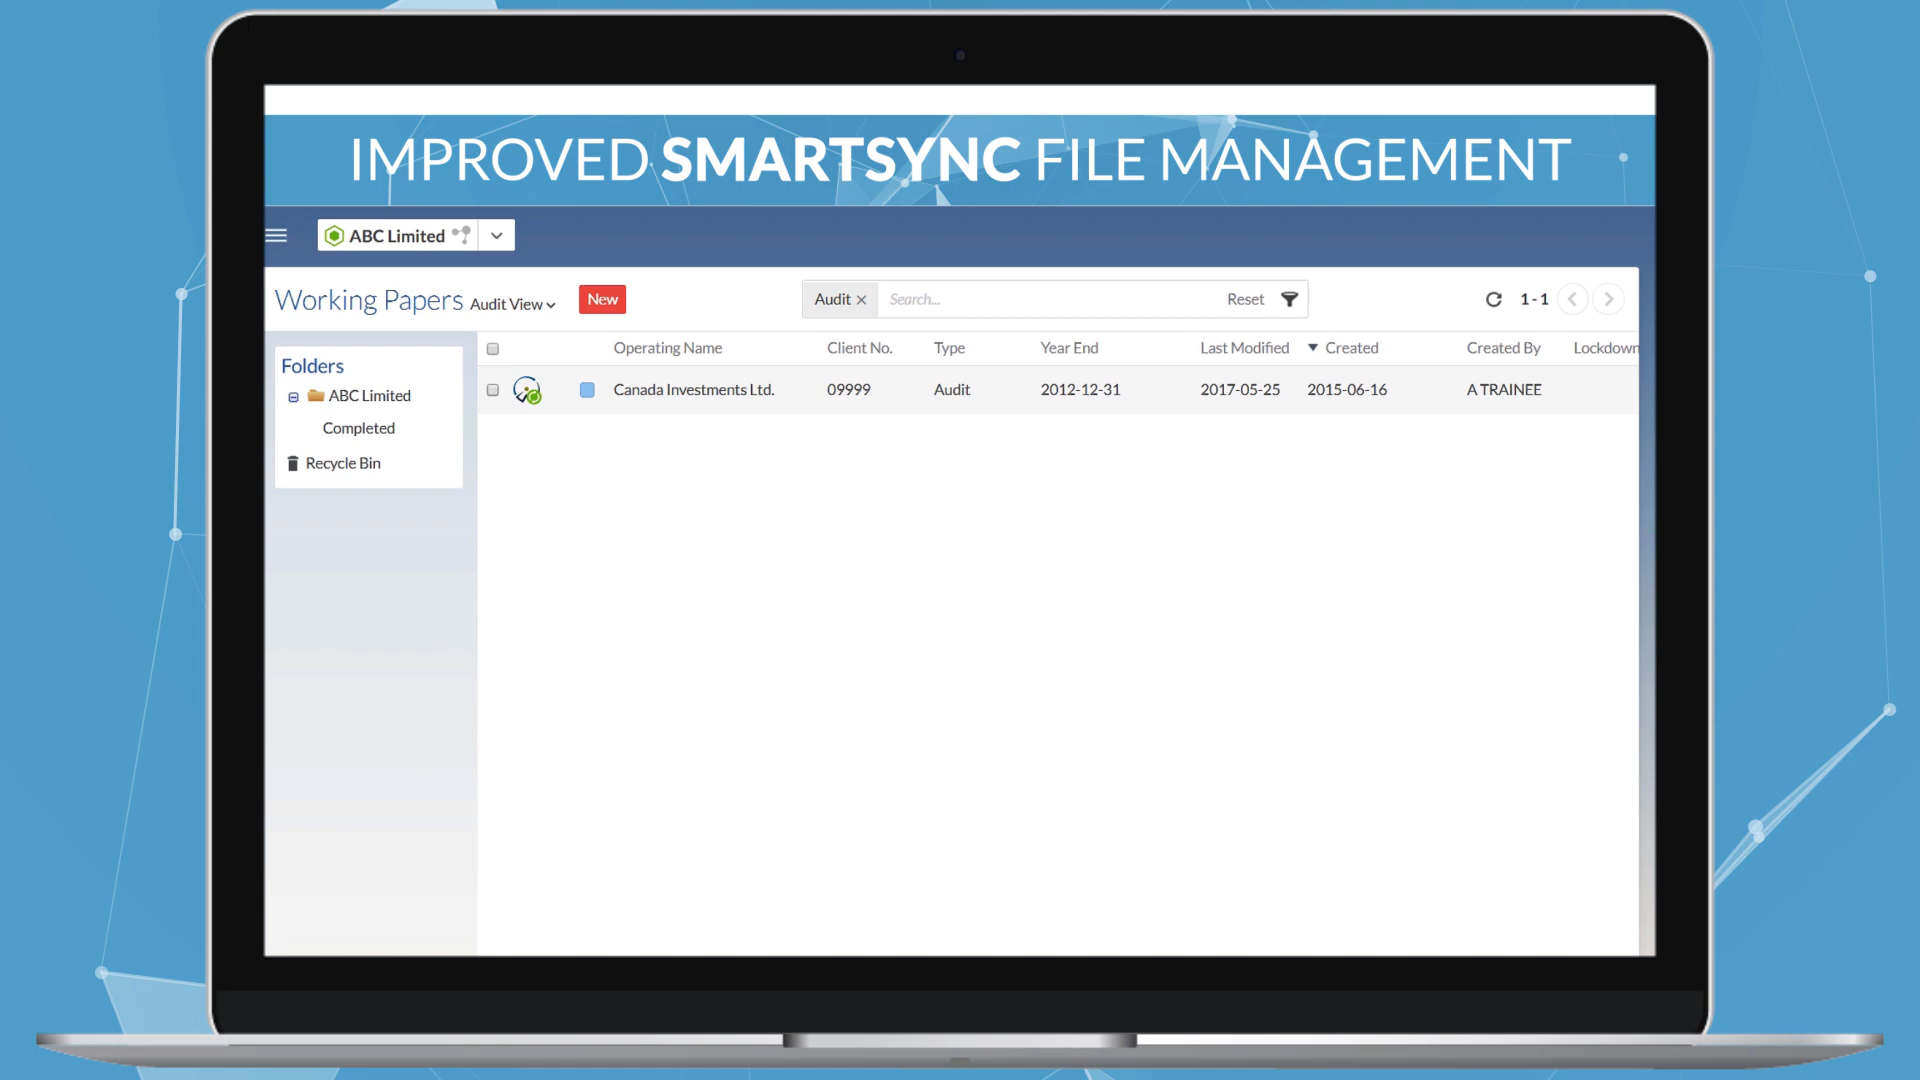 IMPROVED SMARTSYNC FILE MANAGEMENT
ABC Limited
Working Papers Audit View New Audit Search... Reset 1 - 1
Folders
ABC Limited
Completed
Recycle Bin
Operating Name Client No. Type Year End Last Modified Created Created By Lockdown
Canada Investments Ltd. 09999 Audit 2012-12-31 2017-05-25 2015-06-16 A TRAINEE